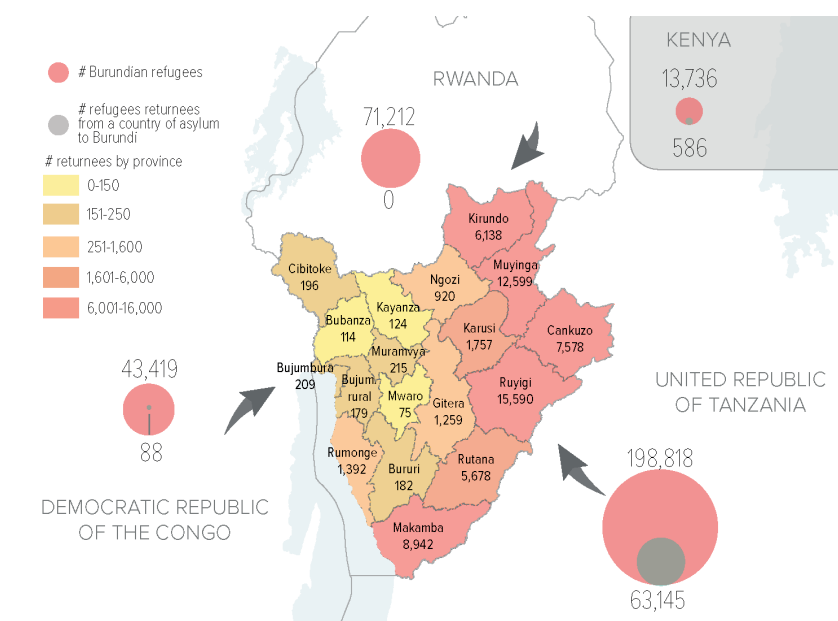 # Burundian refugees
# refugees returnees
from a country of asylum
to Burundi
# returnees by province
0-150
151-250
251-1,600
1,601-6,000
6,001-16,000
RWANDA
71,212
0
KENYA
13,736
586
Kirundo
6,138
Muyinga
12,599
Cibitoke
196
Ngozi
920
Kayanza
124
Bubanza
114
Karusi
1,757
Cankuzo
7,578
Muramvya
215
Bujumbura
209
Bujum.
rural
179
Mwaro
75
Gitera
1,259
Ruyigi
15,590
Rumonge
1,392
Bururi
182
Rutana
5,678
Makamba
8,942
43,419
88
DEMOCRATIC REPUBLIC
OF THE CONGO
UNITED REPUBLIC
OF TANZANIA
198,818
63,145